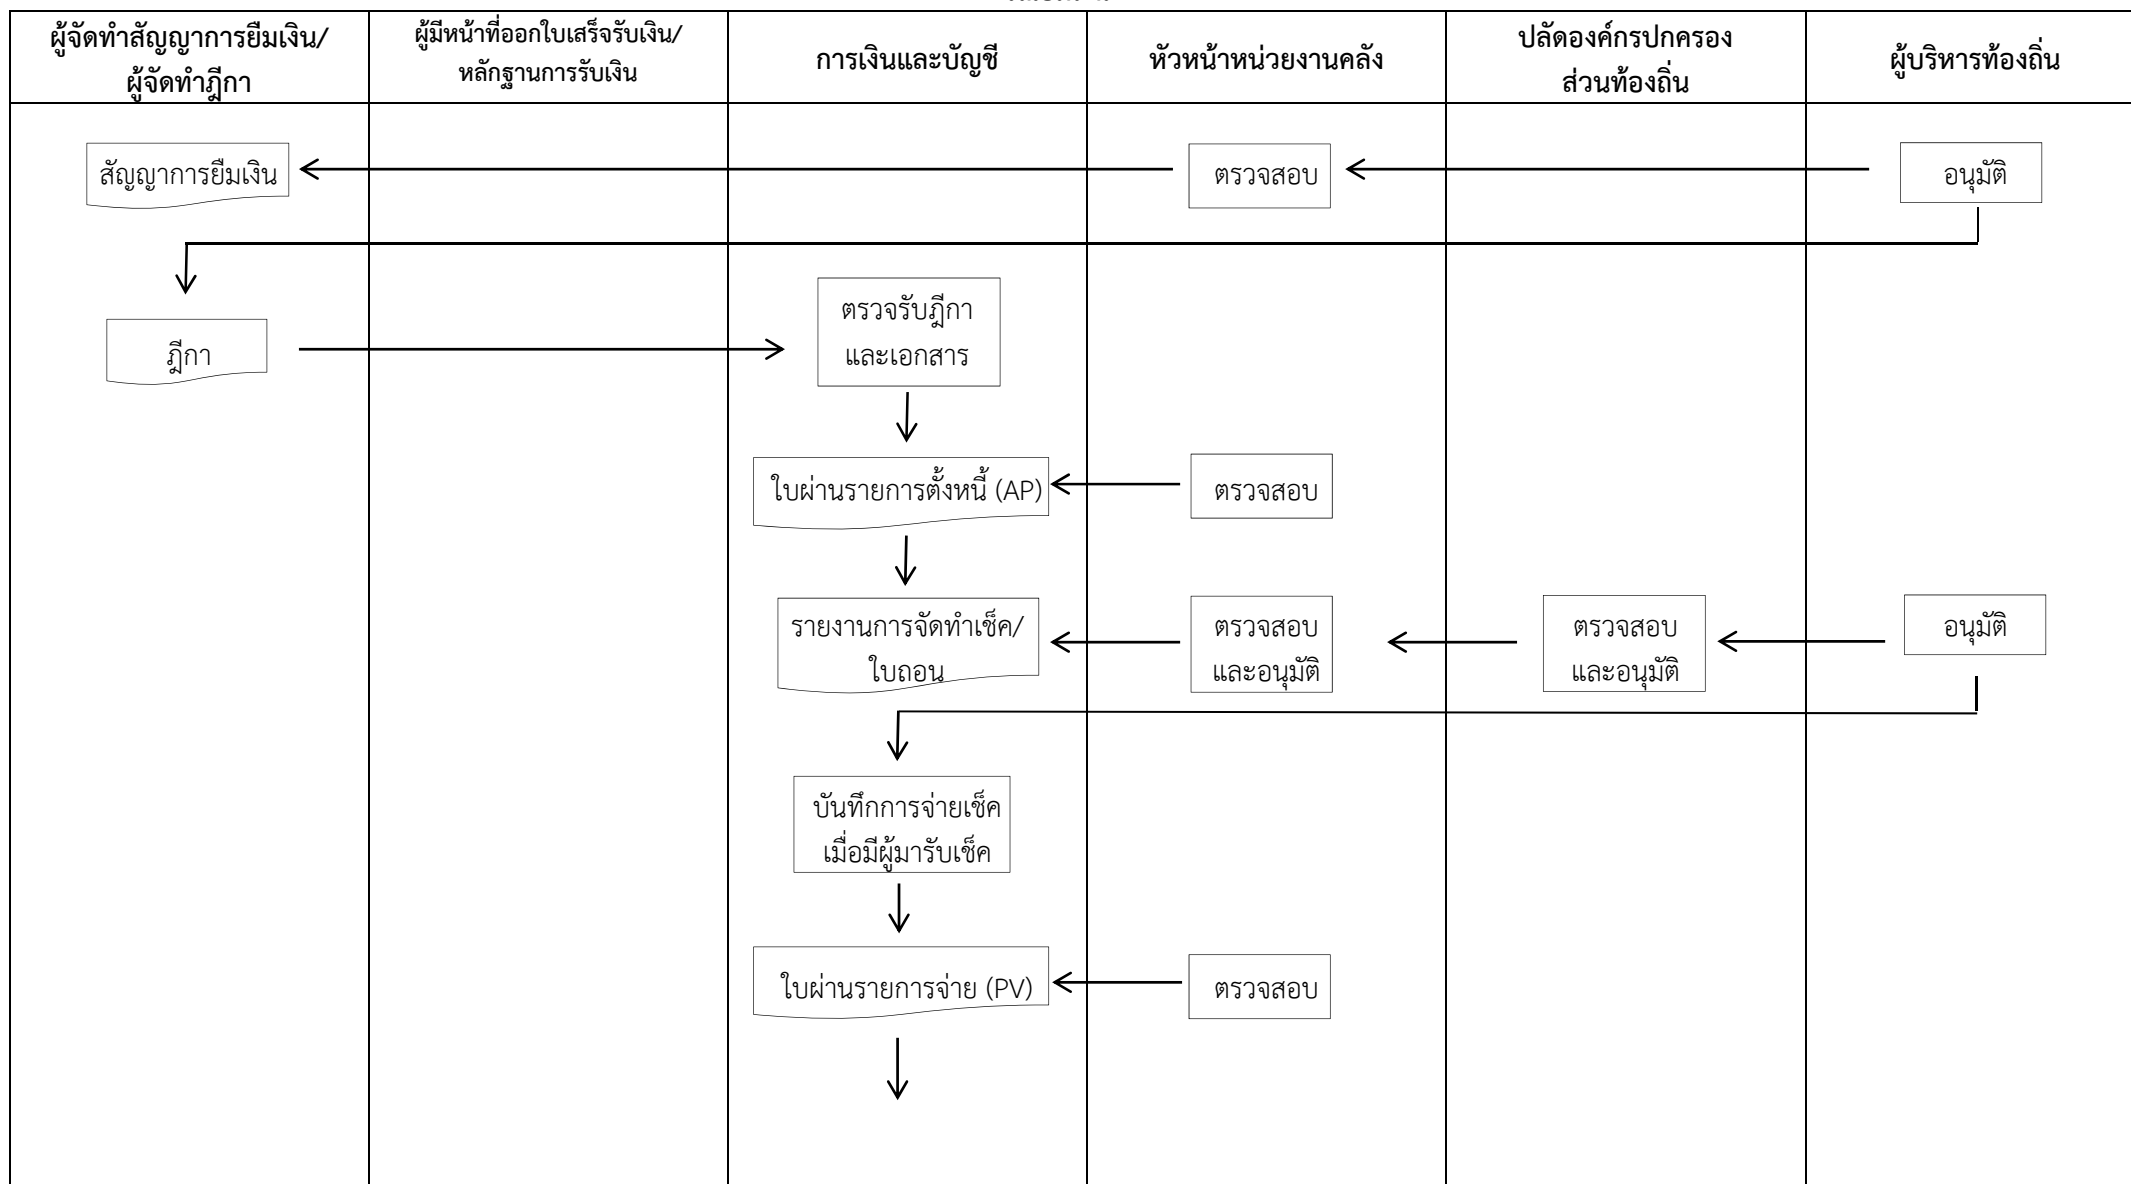 ผู้จัดทำสัญญาการยืมเงิน/
ผู้จัดทำฎีกา
ผู้มีหน้าที่ออกใบเสร็จรับเงิน/
หลักฐานการรับเงิน
การเงินและบัญชี
หัวหน้าหน่วยงานคลัง
ปลัดองค์กรปกครอง
ส่วนท้องถิ่น
ผู้บริหารท้องถิ่น
สัญญาการยืมเงิน
ตรวจสอบ
อนุมัติ
ฎีกา
ตรวจรับฎีกา
และเอกสาร
ใบผ่านรายการตั้งหนี้ (AP)
ตรวจสอบ
รายงานการจัดทำเช็ค/
ใบถอน
ตรวจสอบ
และอนุมัติ
ตรวจสอบ
และอนุมัติ
อนุมัติ
บันทึกการจ่ายเช็ค
เมื่อมีผู้มารับเช็ค
ใบผ่านรายการจ่าย (PV)
ตรวจสอบ